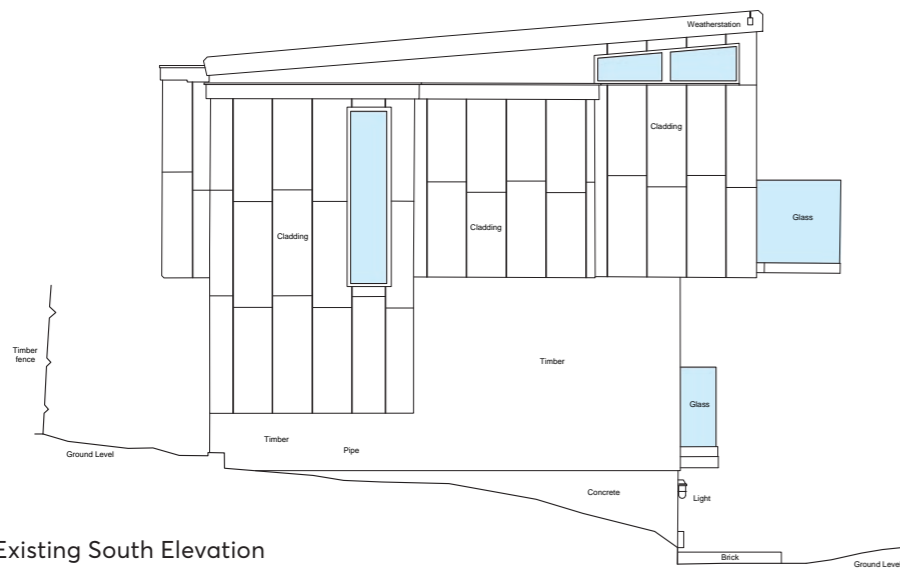 Weatherstation
Cladding
Glass
Cladding
Cladding
Timber
fence
Timber
Glass
Timber
Pipe
Ground Level
Concrete
Light
Existing South Elevation
Brick
Ground Level